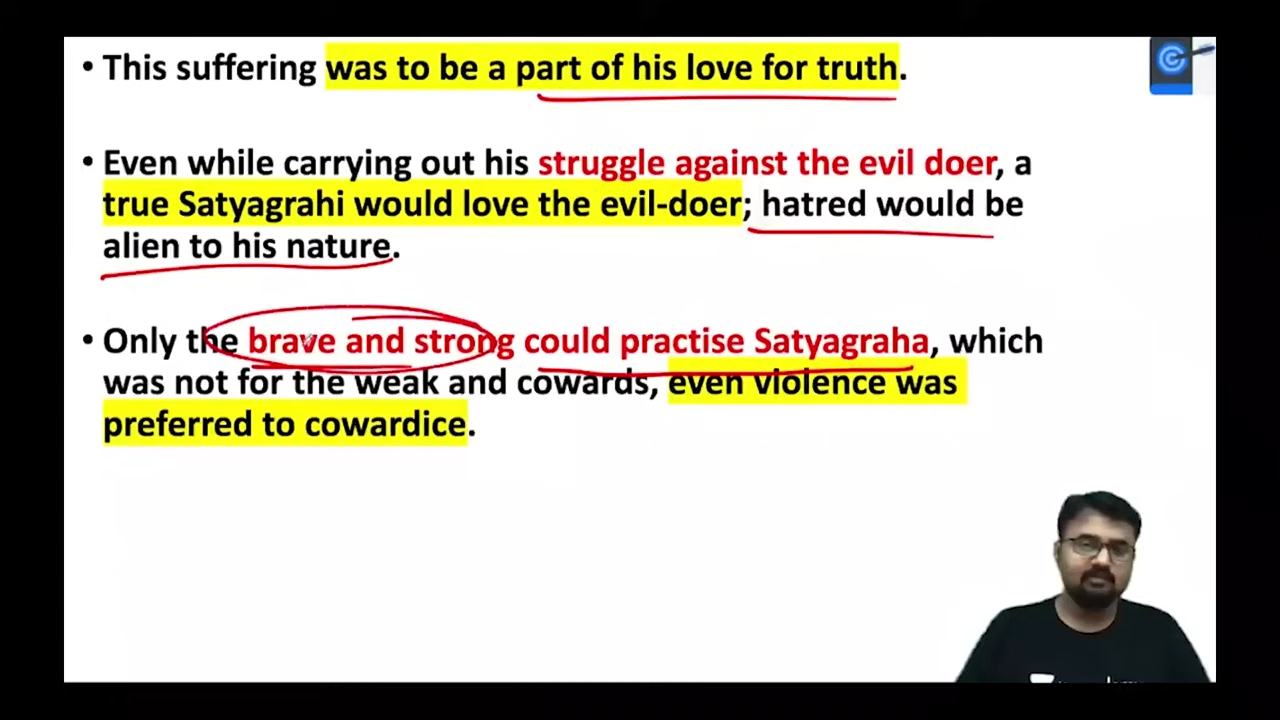 • This suffering was to be a part of his love for truth.
• Even while carrying out his struggle against the evil doer, a
true Satyagrahi would love the evil-doer; hatred would be
alien to his nature.
• Only the brave and strong could practise Satyagraha, which
was not for the weak and cowards, even violence was
preferred to cowardice.